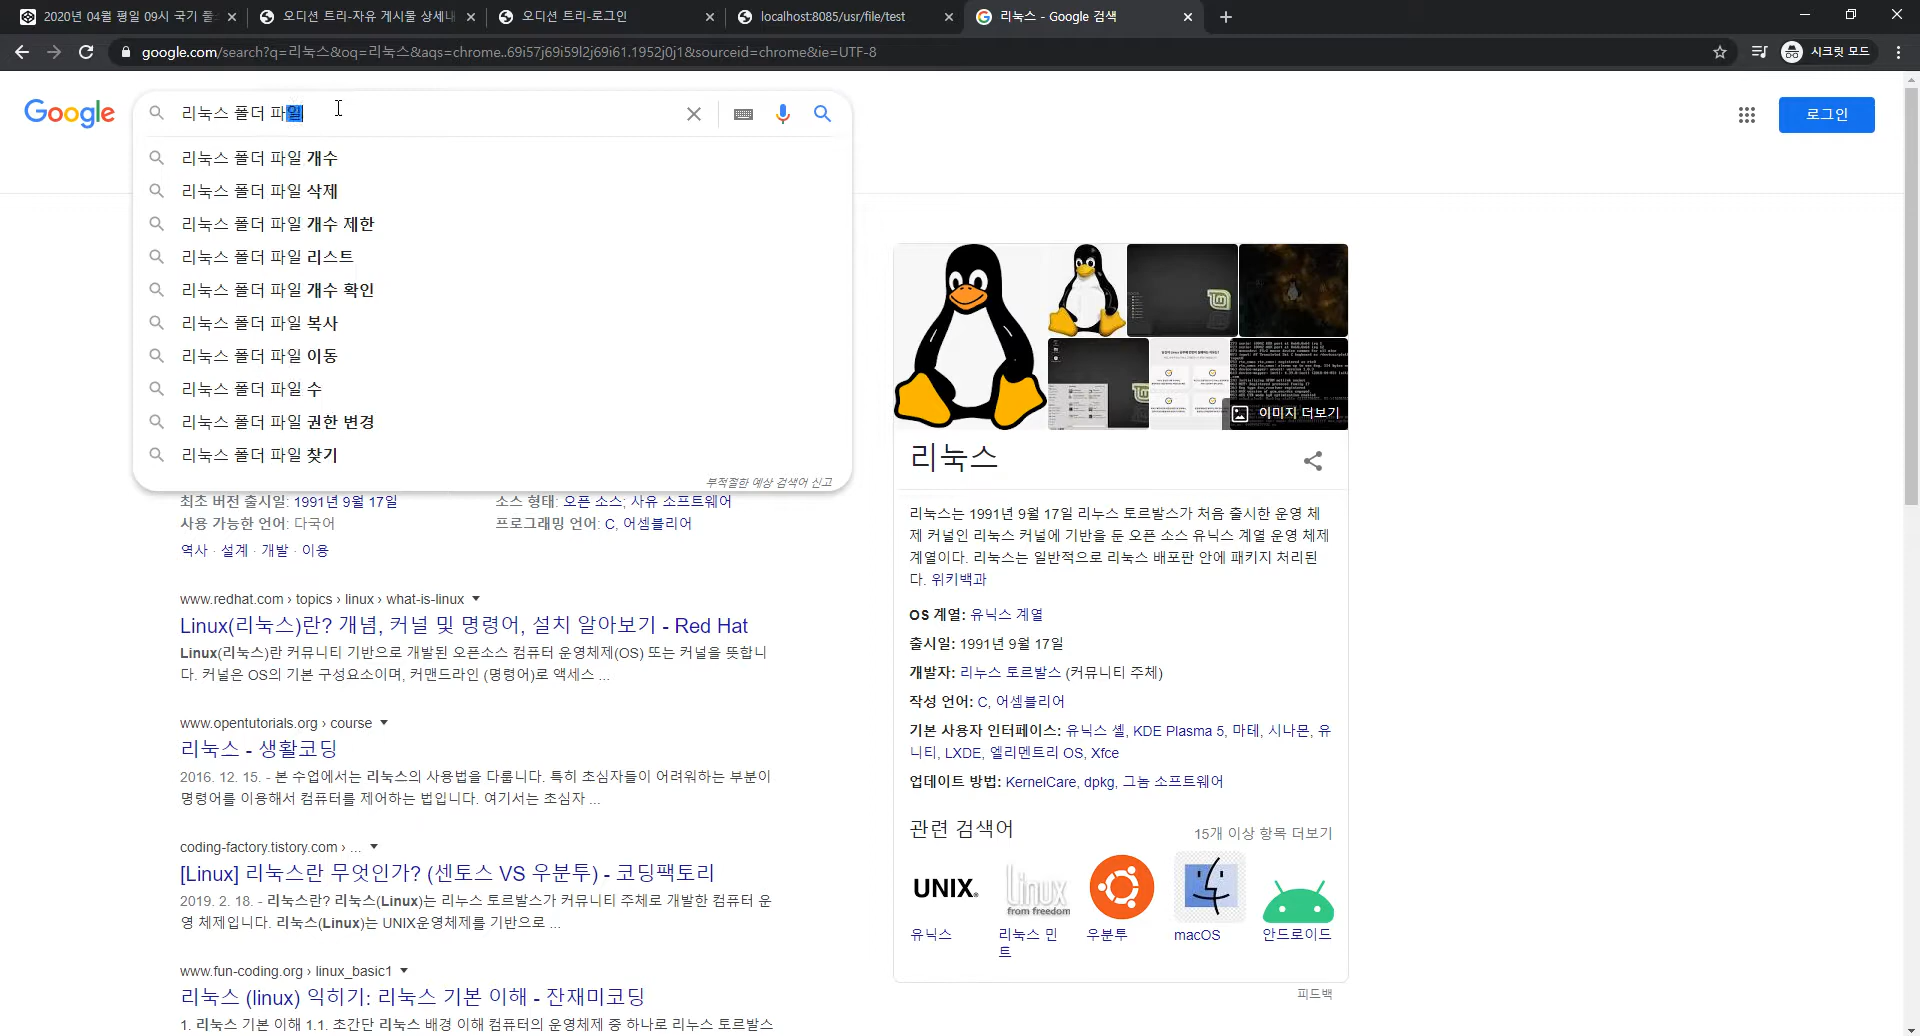 2020년 04월 평일 09시 국기 풀
오디션 트리-자유 게시물 상세내
오디션 트리-로그인
localhost:8085/usr/file/test
리눅스 - Google 검색
google.com/search?q=리눅스&oq=리눅스&aqs=chrome..69i57j69i59l2j69i61.1952j0j1&sourceid=chrome&ie=UTF-8
시크릿 모드
Google
리눅스 폴더 파일
로그인
리눅스 폴더 파일 개수
리눅스 폴더 파일 삭제
리눅스 폴더 파일 개수 제한
리눅스 폴더 파일 리스트
리눅스 폴더 파일 개수 확인
리눅스 폴더 파일 복사
리눅스 폴더 파일 이동
리눅스 폴더 파일 수
리눅스 폴더 파일 권한 변경
리눅스 폴더 파일 찾기
부적절한 예상 검색어 신고
최초 버전 출시일: 1991년 9월 17일
소스 형태: 오픈 소스; 사유 소프트웨어
사용 가능한 언어: 다국어
프로그래밍 언어: C, 어셈블리어
역사 · 설계 · 개발 · 이용
www.redhat.com › topics › linux › what-is-linux
Linux(리눅스)란? 개념, 커널 및 명령어, 설치 알아보기 - Red Hat
Linux(리눅스)란 커뮤니티 기반으로 개발된 오픈소스 컴퓨터 운영체제(OS) 또는 커널을 뜻합니
다. 커널은 OS의 기본 구성요소이며, 커맨드라인 (명령어)로 액세스 ...
www.opentutorials.org › course
리눅스 - 생활코딩
2016. 12. 15. - 본 수업에서는 리눅스의 사용법을 다룹니다. 특히 초심자들이 어려워하는 부분이
명령어를 이용해서 컴퓨터를 제어하는 법입니다. 여기서는 초심자 ...
coding-factory.tistory.com › ...
[Linux] 리눅스란 무엇인가? (센토스 VS 우분투) - 코딩팩토리
2019. 2. 18. - 리눅스란? 리눅스(Linux)는 리누스 토르발스가 커뮤니티 주체로 개발한 컴퓨터 운
영 체제입니다. 리눅스(Linux)는 UNIX운영체제를 기반으로 ...
www.fun-coding.org › linux_basic1
리눅스 (linux) 익히기: 리눅스 기본 이해 - 잔재미코딩
1. 리눅스 기본 이해 1.1. 초간단 리눅스 배경 이해 컴퓨터의 운영체제 중 하나로 리누스 토르발스
이미지 더보기
리눅스
리눅스는 1991년 9월 17일 리누스 토르발스가 처음 출시한 운영 체
제 커널인 리눅스 커널에 기반을 둔 오픈 소스 유닉스 계열 운영 체제
계열이다. 리눅스는 일반적으로 리눅스 배포판 안에 패키지 처리된
다. 위키백과
OS 계열: 유닉스 계열
출시일: 1991년 9월 17일
개발자: 리누스 토르발스 (커뮤니티 주체)
작성 언어: C, 어셈블리어
기본 사용자 인터페이스: 유닉스 셸, KDE Plasma 5, 마테, 시나몬, 유
니티, LXDE, 엘리멘트리 OS, Xfce
업데이트 방법: KernelCare, dpkg, 그놈 소프트웨어
관련 검색어
15개 이상 항목 더보기
UNIX
Linux
from freedom
유닉스
리눅스 민
트
우분투
macOS
안드로이드
피드백